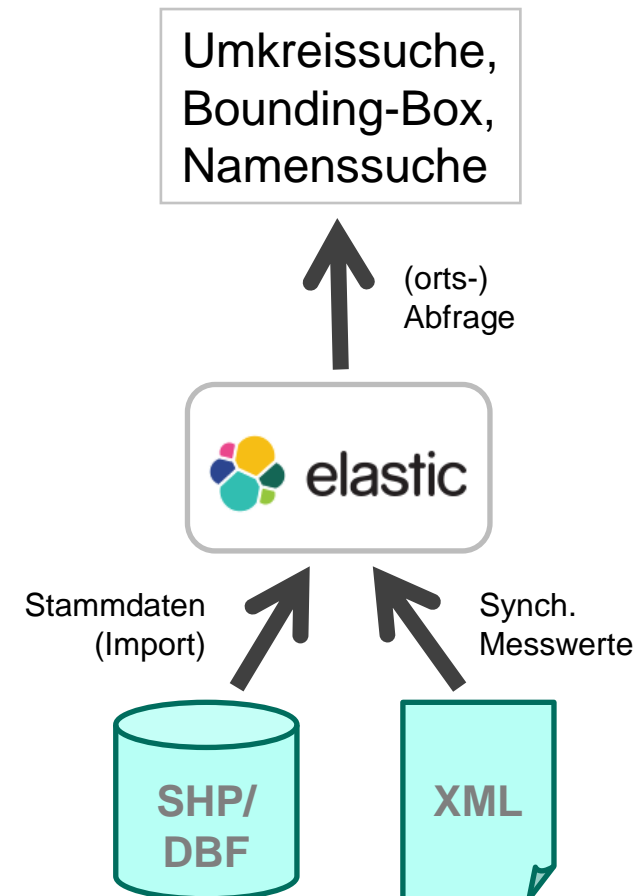 Umkreissuche,
Bounding-Box,
Namenssuche
(orts-)
Abfrage
elastic
Stammdaten
(Import)
Synch.
Messwerte
SHP/
DBF
XML